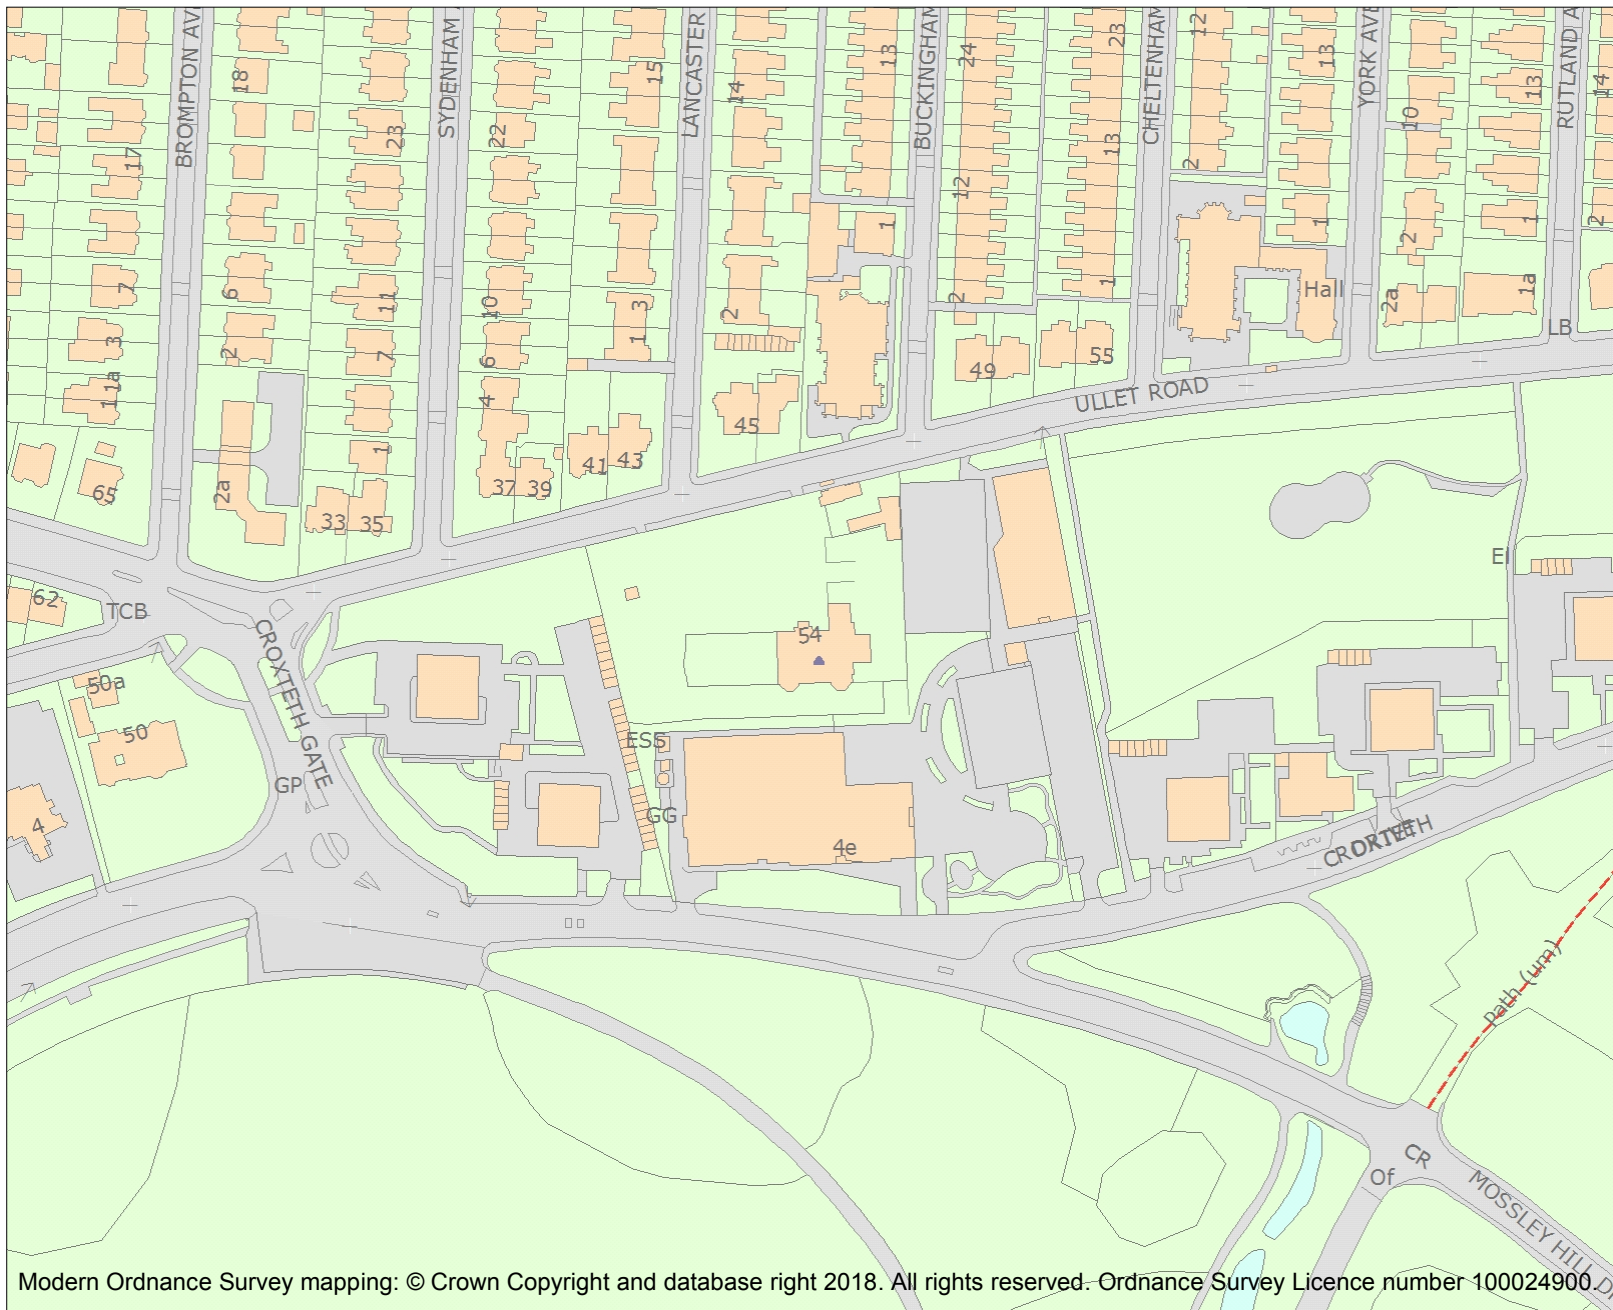 BROMPTON AV
SYDENHAM
LANCASTER
BUCKINGHAM
CHELTENHAM
YORK AVE
RUTLAND A
18
15
14
13
24
23
12
13
13
14
17
23
22
12
13
2
10
7
6
11
10
3
1
2
1
2
1
1
2
1
2
3
2
7
6
1
2a
1a
Hall
LB
1a
4
45
49
55
ULLET ROAD
65
2a
1
33
35
37
39
41
43
62
TCB
CROXTETH GATE
54
El
50a
50
ESS
GP
GG
4
4e
CROXTETH
DRIVE
Path (um)
CR
Of
MOSSLEY HILL D
Modern Ordnance Survey mapping: © Crown Copyright and database right 2018. All rights reserved. Ordnance Survey Licence number 100024900.